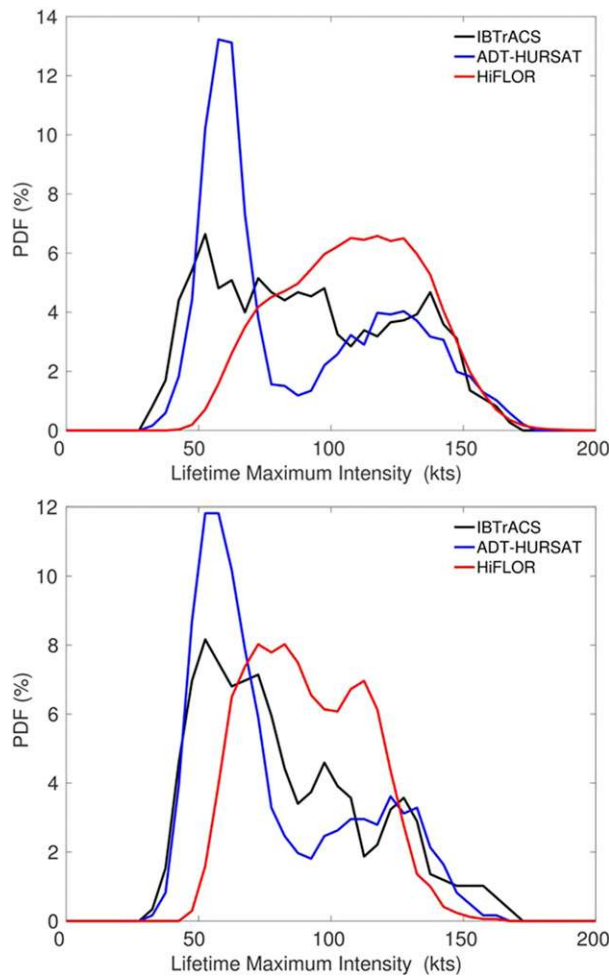 14
12
10
8
6
4
2
0
PDF (%)
IBTrACS
ADT-HURSAT
HiFLOR
0 50 100 150 200
Lifetime Maximum Intensity (kts)
12
10
8
6
4
2
0
PDF (%)
IBTrACS
ADT-HURSAT
HiFLOR
0 50 100 150 200
Lifetime Maximum Intensity (kts)